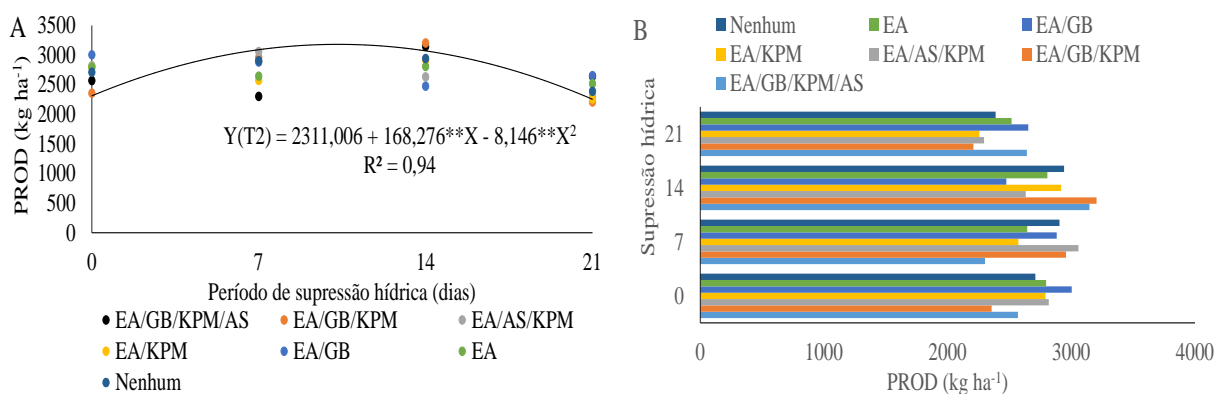 A
PROD (kg ha-1)
3500
3000
2500
2000
1500
1000
500
0
Y(T2) = 2311,006 + 168,276**X - 8,146**X2
R² = 0,94
0 7 14 21
Período de supressão hídrica (dias)
EA/GB/KPM/AS EA/GB/KPM EA/AS/KPM
EA/KPM EA/GB EA
Nenhum
B
Nenhum EA EA/GB
EA/KPM EA/AS/KPM EA/GB/KPM
EA/GB/KPM/AS
Supressão hídrica
21
14
7
0
0 1000 2000 3000 4000
PROD (kg ha-1)